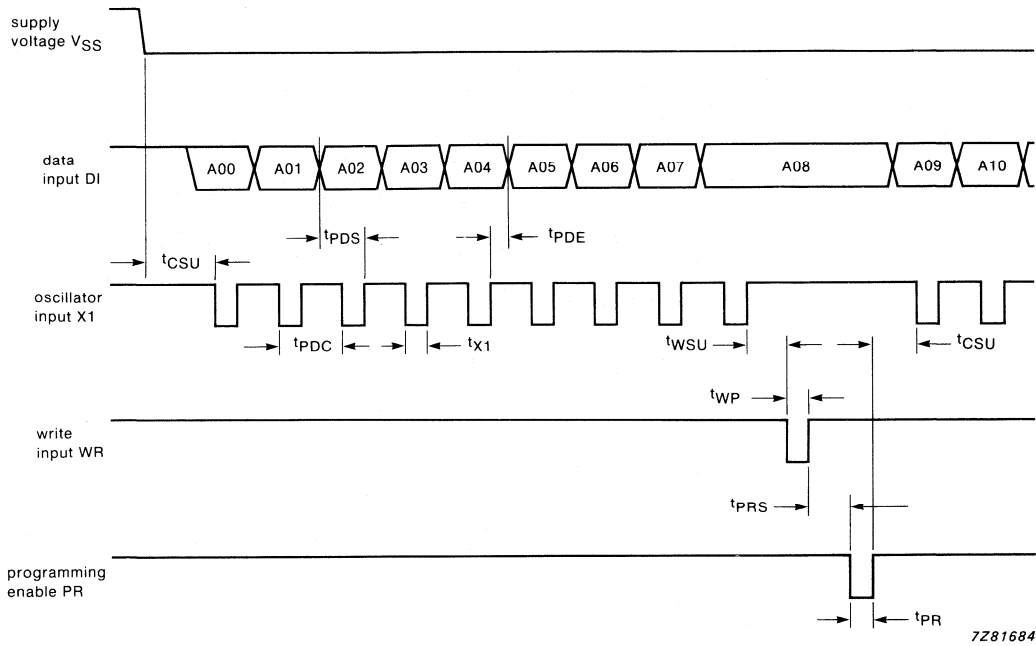 supply
voltage VSS
data
input DI
A00 A01 A02 A03 A04 A05 A06 A07 A08 A09 A10
tPDS tPDE
tCSU
oscillator
input X1
tPDC tX1 tWSU tCSU
tWP
write
input WR
tPRS
programming
enable PR
tPR
7Z81684